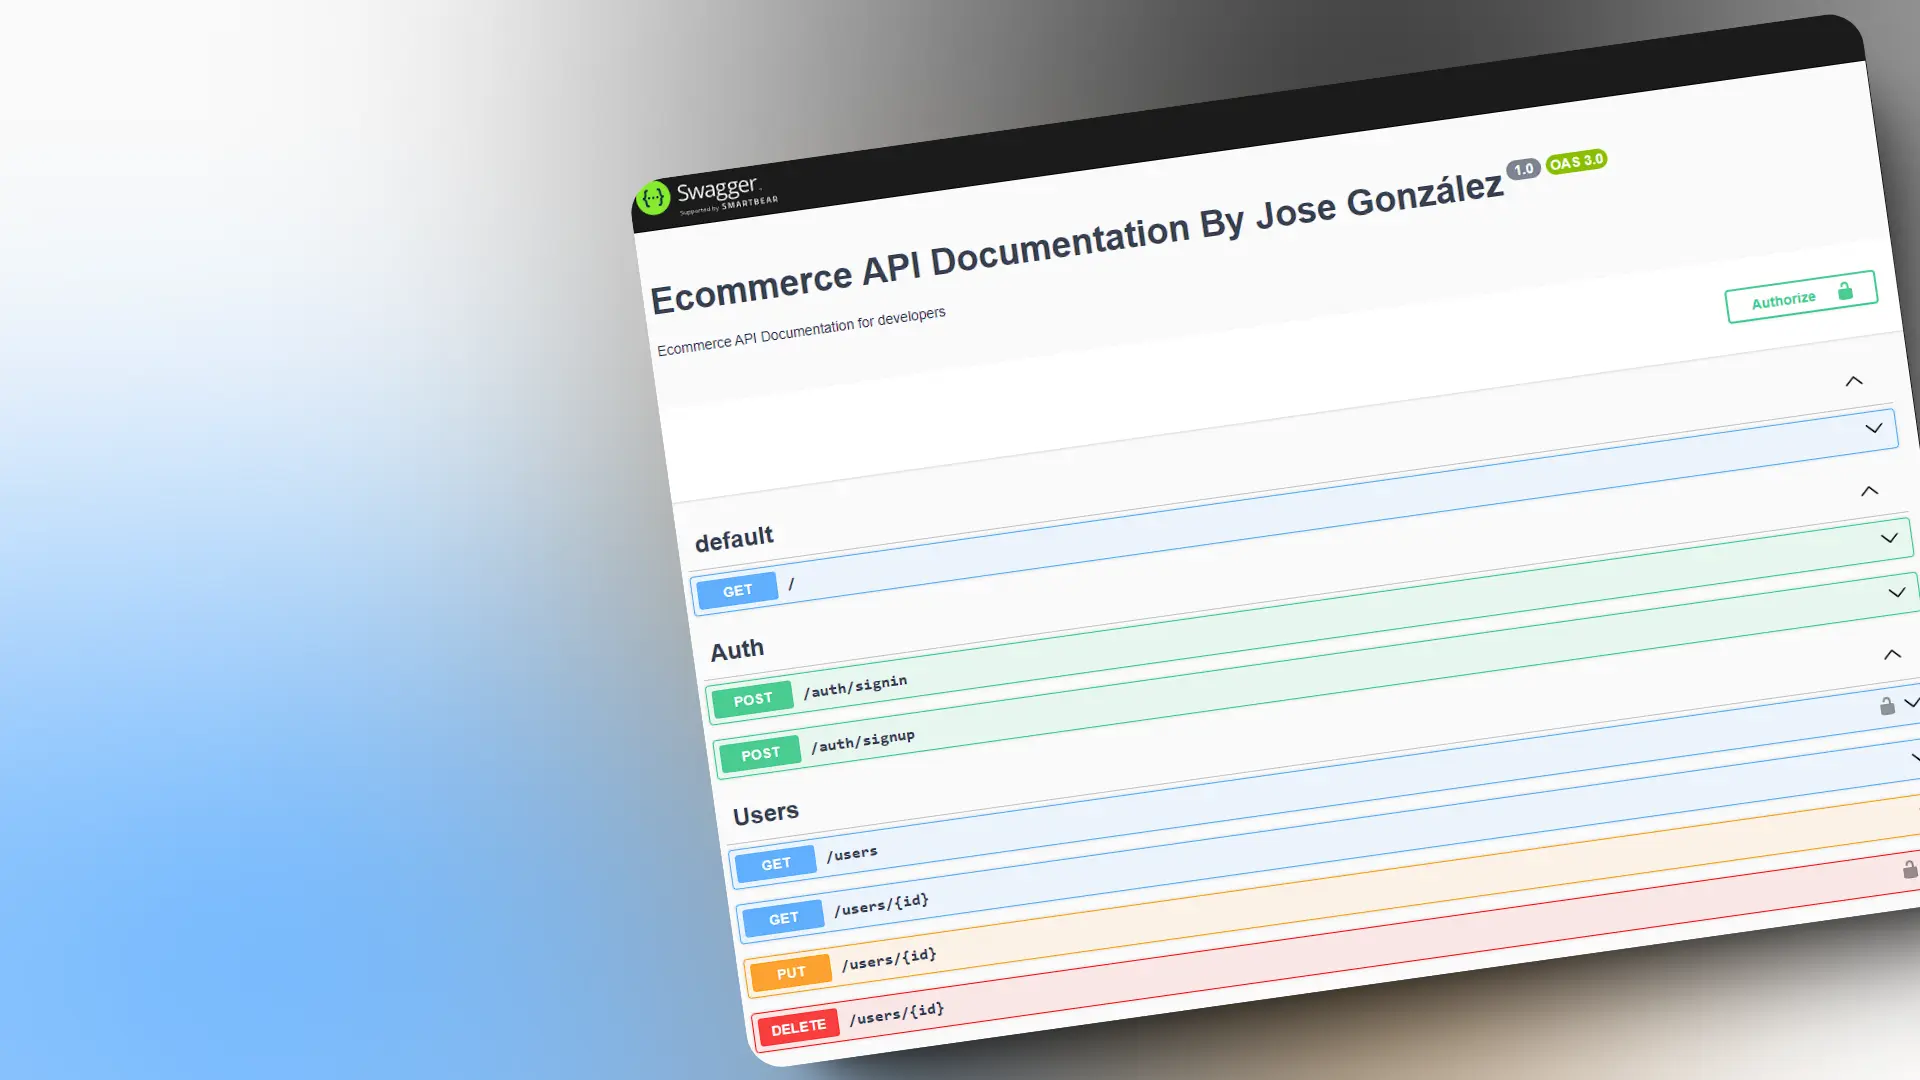 Swagger
Supported by SMARTBEAR
Ecommerce API Documentation By Jose González 1.0 OAS 3.0
Ecommerce API Documentation for developers
Authorize
default
GET /
Auth
POST /auth/signin
POST /auth/signup
Users
GET /users
GET /users/{id}
PUT /users/{id}
DELETE /users/{id}